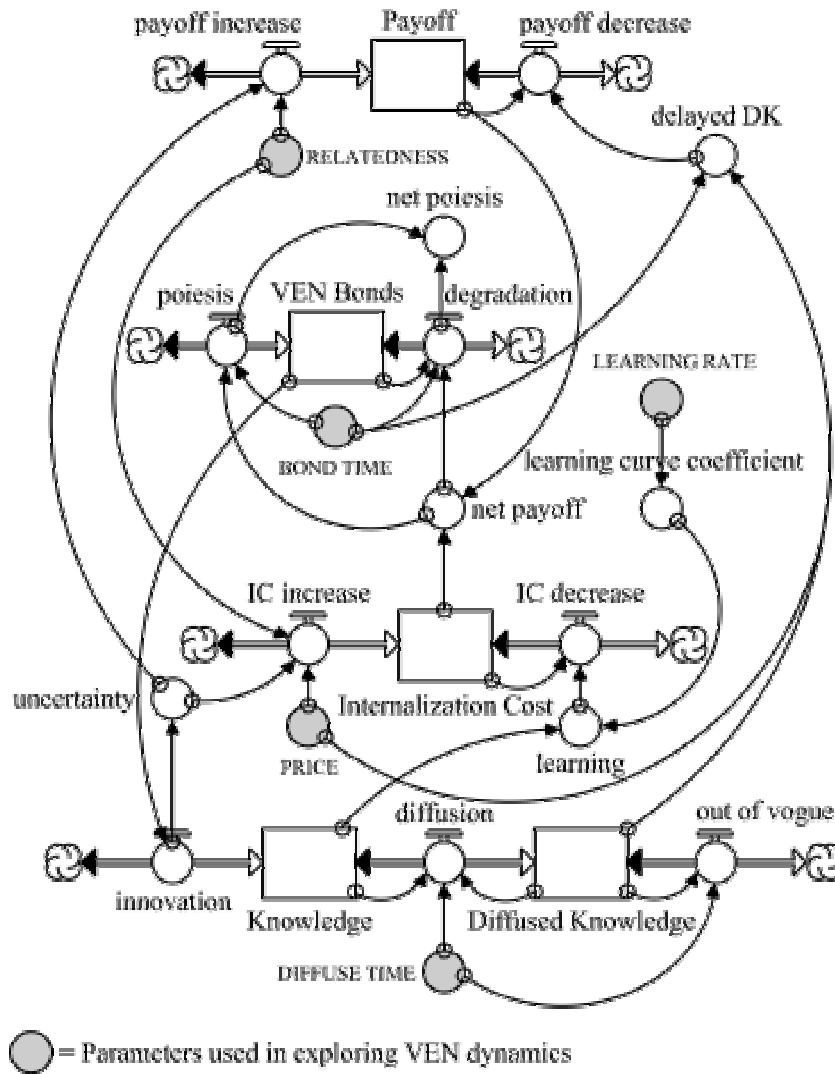 payoff increase
Payoff
payoff decrease
delayed DK
RELATEDNESS
net poiesis
poiesis
VEN Bonds
degradation
LEARNING RATE
BOND TIME
learning curve coefficient
net payoff
IC increase
IC decrease
uncertainty
Internalization Cost
PRICE
learning
diffusion
out of vogue
innovation
Knowledge
Diffused Knowledge
DIFFUSE TIME
= Parameters used in exploring VEN dynamics